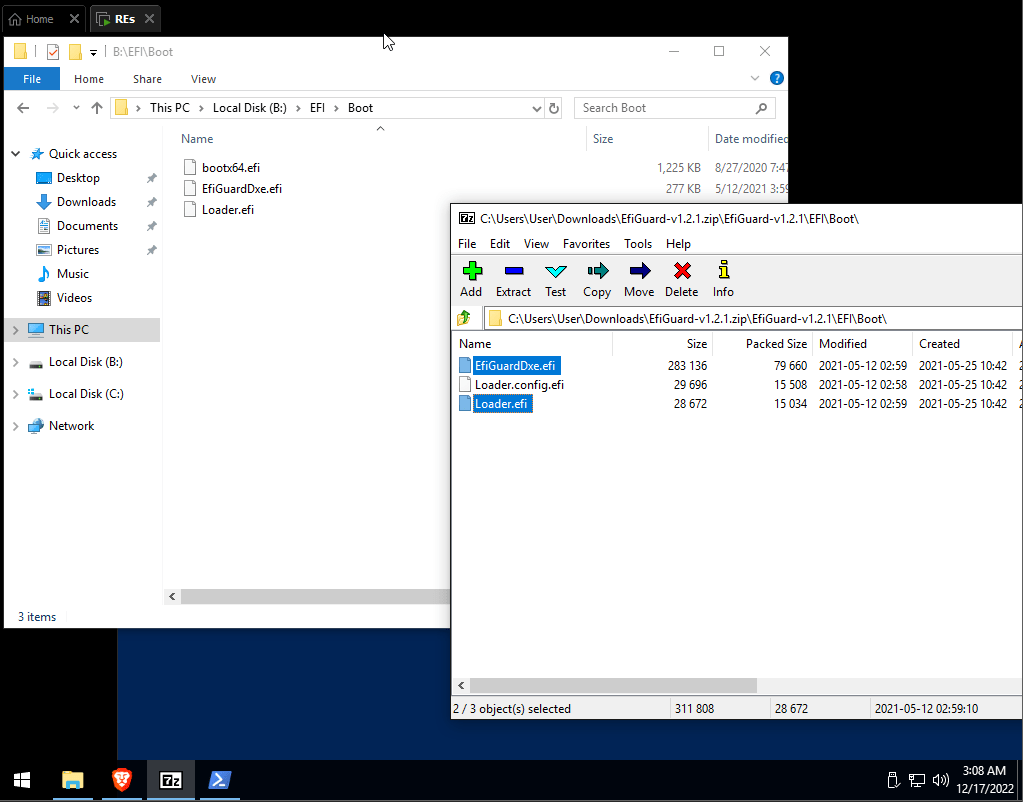 Home
REs
B:\EFI\Boot
File Home Share View
This PC Local Disk (B:) EFI Boot
Search Boot
Name Size Date modified
bootx64.efi 1,225 KB 8/27/2020 7:47
EfiGuardDxe.efi 277 KB 5/12/2021 3:59
Loader.efi
Quick access
Desktop
Downloads
Documents
Pictures
Music
Videos
This PC
Local Disk (B:)
Local Disk (C:)
Network
3 items
7z C:\Users\User\Downloads\EfiGuard-v1.2.1.zip\EfiGuard-v1.2.1\EFI\Boot\
File Edit View Favorites Tools Help
Add Extract Test Copy Move Delete Info
C:\Users\User\Downloads\EfiGuard-v1.2.1.zip\EfiGuard-v1.2.1\EFI\Boot\
Name Size Packed Size Modified Created
EfiGuardDxe.efi 283 136 79 660 2021-05-12 02:59 2021-05-25 10:42
Loader.config.efi 29 696 15 508 2021-05-12 02:58 2021-05-25 10:42
Loader.efi 28 672 15 034 2021-05-12 02:59 2021-05-25 10:42
2 / 3 object(s) selected 311 808 28 672 2021-05-12 02:59:10
7z
3:08 AM
12/17/2022